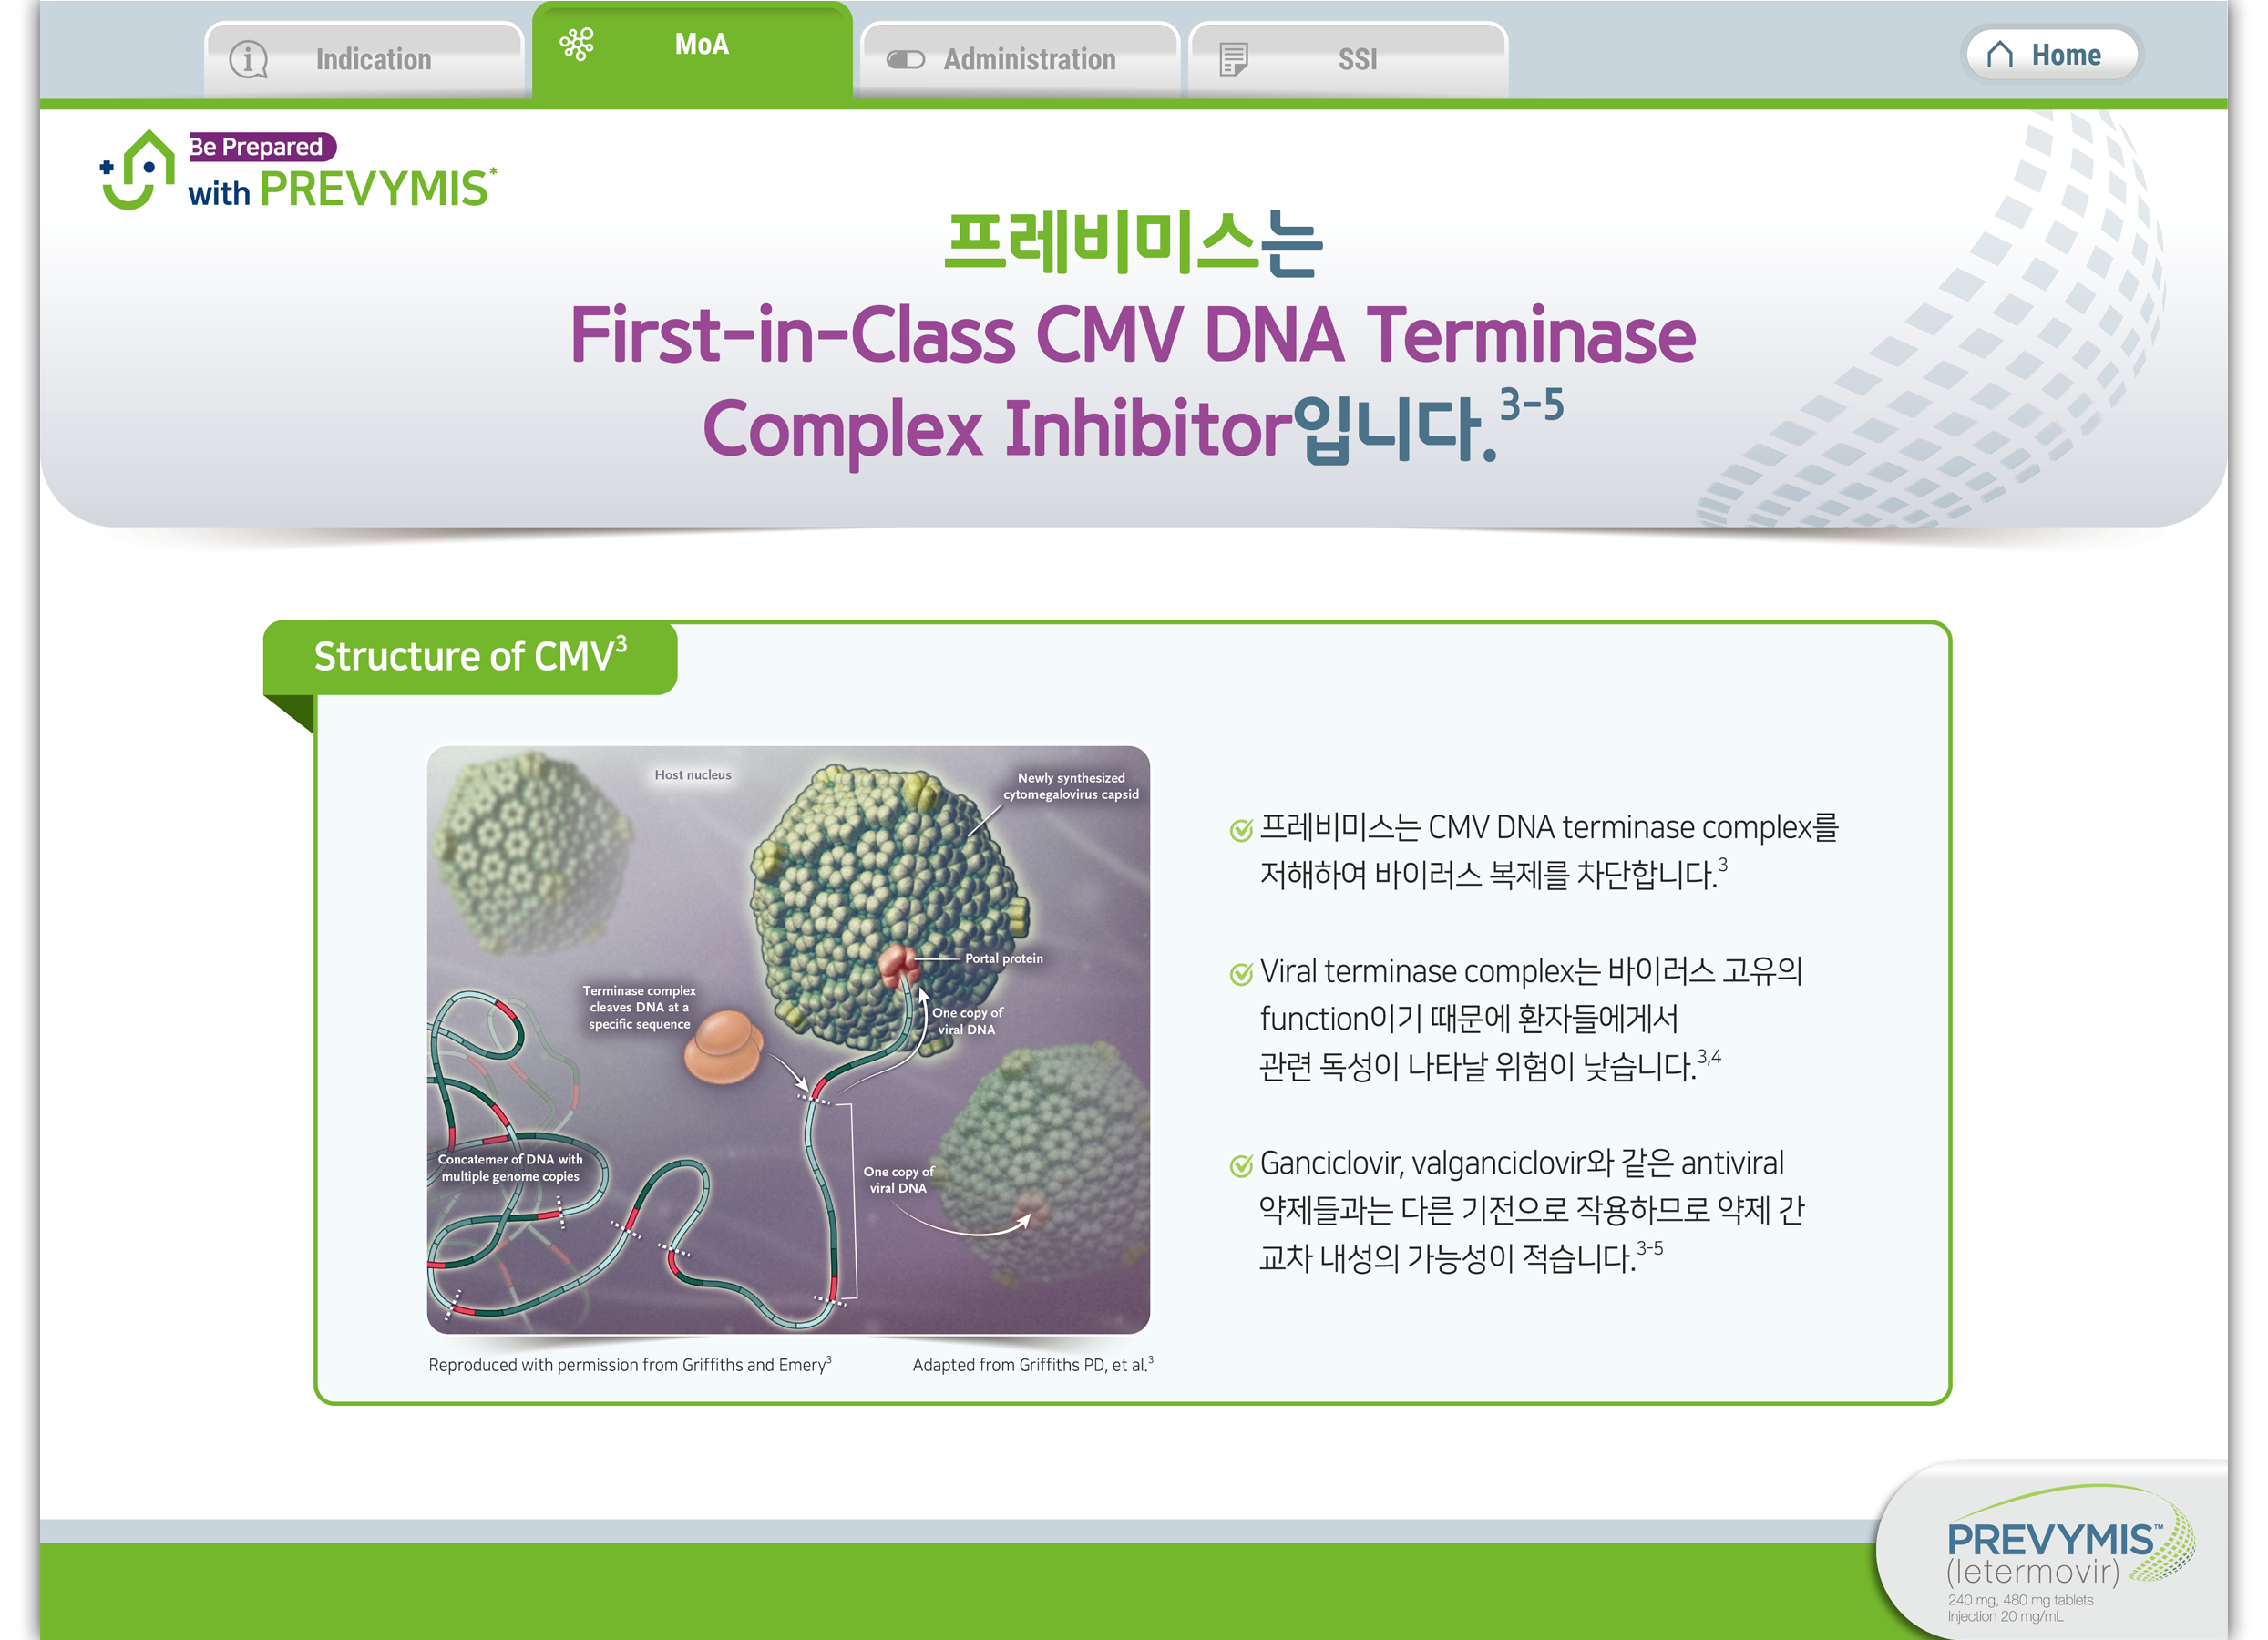 Indication
MoA
Administration
SSI
Home
Be Prepared
with PREVYMIS*
프레비미스는
First-in-Class CMV DNA Terminase
Complex Inhibitor입니다.3-5
Structure of CMV3
Host nucleus
Newly synthesized
cytomegalovirus capsid
Portal protein
Terminase complex
cleaves DNA at a
specific sequence
One copy of
viral DNA
Concatemer of DNA with
multiple genome copies
One copy of
viral DNA
Reproduced with permission from Griffiths and Emery3
Adapted from Griffiths PD, et al.3
프레비미스는 CMV DNA terminase complex를
저해하여 바이러스 복제를 차단합니다.3
Viral terminase complex는 바이러스 고유의
function이기 때문에 환자들에게서
관련 독성이 나타날 위험이 낮습니다.3,4
Ganciclovir, valganciclovir와 같은 antiviral
약제들과는 다른 기전으로 작용하므로 약제 간
교차 내성의 가능성이 적습니다.3-5
PREVYMIS™
(letermovir)
240 mg, 480 mg tablets
Injection 20 mg/mL